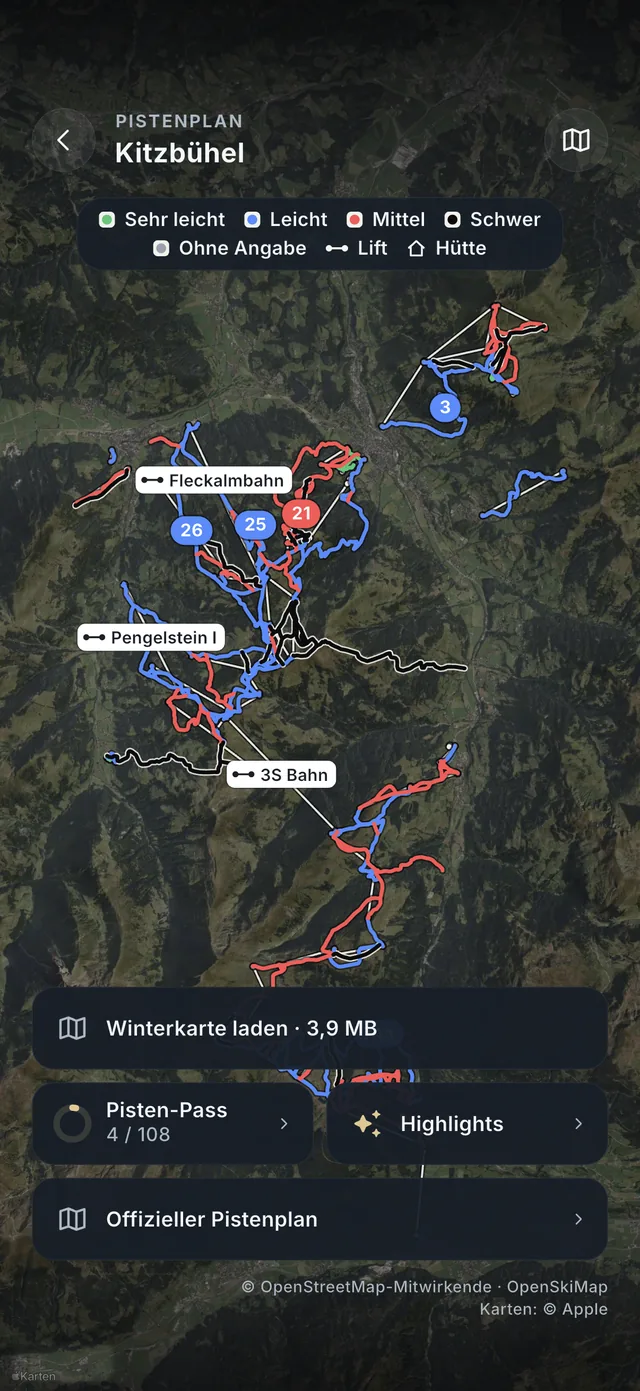 PISTENPLAN
Kitzbühel
Sehr leicht Leicht Mittel Schwer
Ohne Angabe Lift Hütte
3
Fleckalmbahn
21
25
26
Pengelstein I
3S Bahn
Winterkarte laden · 3,9 MB
Pisten-Pass
4 / 108
Highlights
Offizieller Pistenplan
© OpenStreetMap-Mitwirkende · OpenSkiMap
Karten: © Apple
Karten